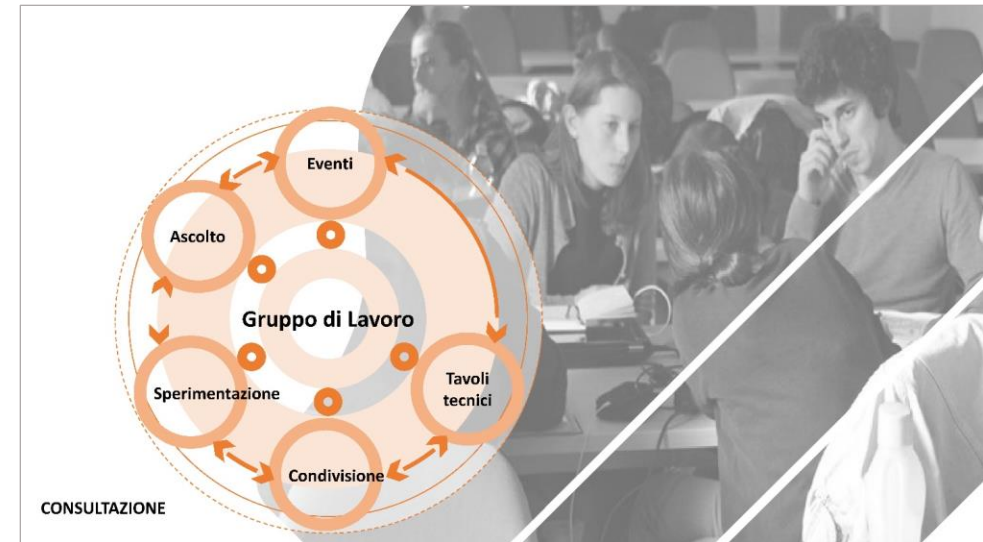 Eventi
Ascolto
Gruppo di Lavoro
Sperimentazione
Tavoli
tecnici
Condivisione
CONSULTAZIONE